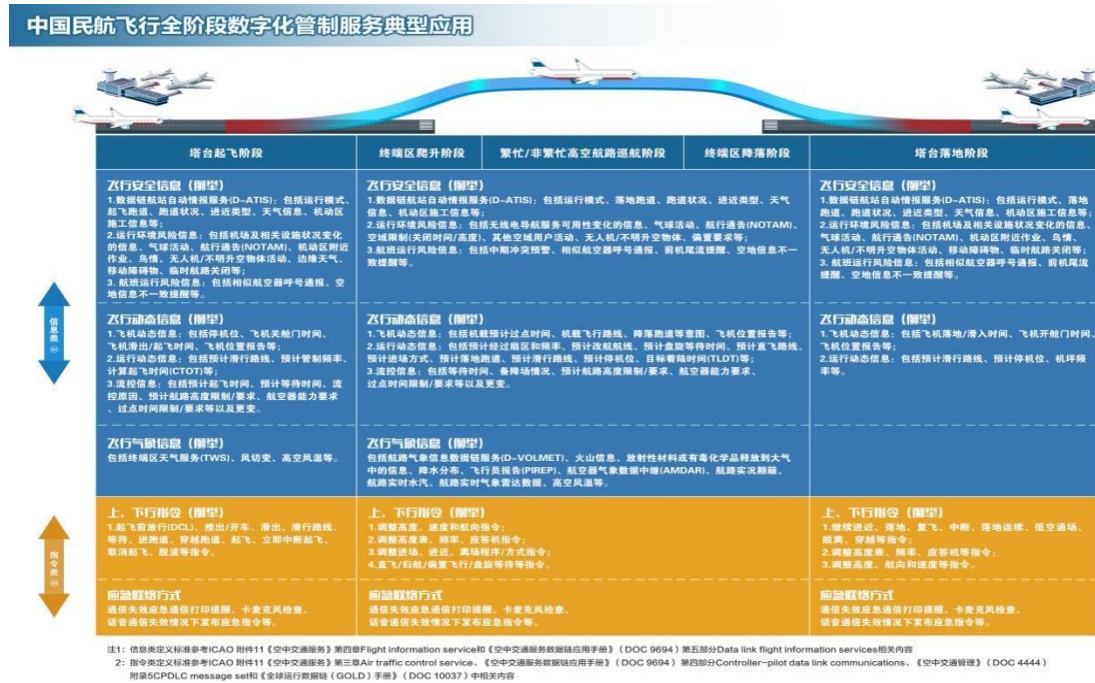 中国民航飞行全阶段数字化管制服务典型应用
塔台起飞阶段
终端区爬升阶段
繁忙/非繁忙高空航路巡航阶段
终端区降落阶段
塔台落地阶段
信息类①
飞行安全信息（例举）
1.数据链航站自动情报服务(D-ATIS)：包括运行模式、
起飞跑道、跑道状况、进近类型、天气信息、机动区
施工信息等；
2.运行环境风险信息：包括机场及相关设施状况变化
的信息、气球活动、航行通告(NOTAM)、机动区附近
作业、鸟情、无人机/不明升空物体活动、边缘天气、
移动障碍物、临时航路关闭等；
3. 航班运行风险信息：包括相似航空器呼号通报、空
地信息不一致提醒等。
飞行安全信息（例举）
1.数据链航站自动情报服务(D-ATIS)：包括运行模式、落地跑道、跑道状况、进近类型、天气
信息、机动区施工信息等；
2.运行环境风险信息：包括无线电导航服务可用性变化的信息、气球活动、航行通告(NOTAM)、
空域限制(关闭时间/高度)、其他空域用户活动、无人机/不明升空物体、偏置要求等；
3.航班运行风险信息：包括中期冲突预警、相似航空器呼号通报、前机尾流提醒、空地信息不一
致提醒等。
飞行安全信息（例举）
1.数据链航站自动情报服务(D-ATIS)：包括运行模式、落地
跑道、跑道状况、进近类型、天气信息、机动区施工信息等；
2.运行环境风险信息：包括机场及相关设施状况变化的信息、
气球活动、航行通告(NOTAM)、机动区附近作业、鸟情、
无人机/不明升空物体活动、移动障碍物、临时航路关闭等；
3. 航班运行风险信息：包括相似航空器呼号通报、前机尾流
提醒、空地信息不一致提醒等。
飞行动态信息（例举）
1.飞机动态信息：包括停机位、飞机关舱门时间、
飞机滑出/起飞时间、飞机位置报告等；
2.运行动态信息：包括预计滑行路线、预计管制频率、
计算起飞时间(CTOT)等；
3.流控信息：包括预计起飞时间、预计等待时间、流
控原因、预计航路高度限制/要求、航空器能力要求
、过点时间限制/要求等以及更变。
飞行动态信息（例举）
1.飞机动态信息：包括机载预计过点时间、机载飞行路线、降落跑道等意图、飞机位置报告等；
2.运行动态信息：包括预计经过扇区和频率、预计改航航线、预计盘旋等待时间、预计直飞路线、
预计进场方式、预计落地跑道、预计滑行路线、预计停机位、目标着陆时间(TLDT)等；
3.流控信息：包括等待时间、备降场情况、预计航路高度限制/要求、航空器能力要求、
过点时间限制/要求等以及更变。
飞行动态信息（例举）
1.飞机动态信息：包括飞机落地/滑入时间、飞机开舱门时间、
飞机位置报告等；
2.运行动态信息：包括预计滑行路线、预计停机位、机坪频
率等。
飞行气象信息（例举）
包括终端区天气服务(TWS)、风切变、高空风温等。
飞行气象信息（例举）
包括航路气象信息数据链服务(D-VOLMET)、火山信息、放射性材料或有毒化学品释放到大气
中的信息、降水分布、飞行员报告(PIREP)、航空器气象数据中继(AMDAR)、航路实况颠簸、
航路实时水汽、航路实时气象雷达数据、高空风温等。
指令类②
上、下行指令（例举）
1.起飞前放行(DCL)、推出/开车、滑出、滑行路线、
等待、进跑道、穿越跑道、起飞、立即中断起飞、
取消起飞、脱波等指令。
上、下行指令（例举）
1.调整高度、速度和航向指令；
2.调整高度表、频率、应答机指令；
3.调整进场、进近、离场程序/方式指令；
4.直飞/归航/偏置飞行/盘旋等待等指令。
上、下行指令（例举）
1.继续进近、落地、复飞、中断、落地连续、低空通场、
脱离、穿越等指令；
2.调整高度表、频率、应答机等指令；
3.调整高度、航向和速度等指令。
应急联络方式
通信失效应急通信打印提醒、卡麦克风检查、
话音通信失效情况下发布应急指令等。
应急联络方式
通信失效应急通信打印提醒、卡麦克风检查、
话音通信失效情况下发布应急指令等。
应急联络方式
通信失效应急通信打印提醒、卡麦克风检查、
话音通信失效情况下发布应急指令等。
注1：信息类定义标准参考ICAO 附件11《空中交通服务》第四章Flight information service和《空中交通服务数据链应用手册》（DOC 9694）第五部分Data link flight information services相关内容
2：指令类定义标准参考ICAO 附件11《空中交通服务》第三章Air traffic control service、《空中交通服务数据链应用手册》（DOC 9694）第四部分Controller-pilot data link communications、《空中交通管理》（DOC 4444）
附录5CPDLC message set和《全球运行数据链（GOLD）手册》（DOC 10037）中相关内容